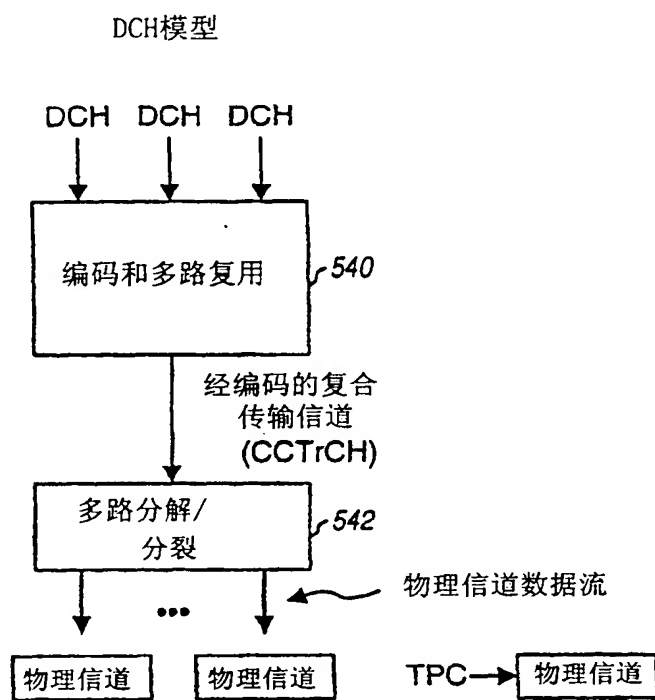 DCH模型
DCH DCH DCH
编码和多路复用
540
经编码的复合
传输信道
(CCTrCH)
多路分解/
分裂
542
物理信道数据流
...
物理信道 物理信道 TPC 物理信道